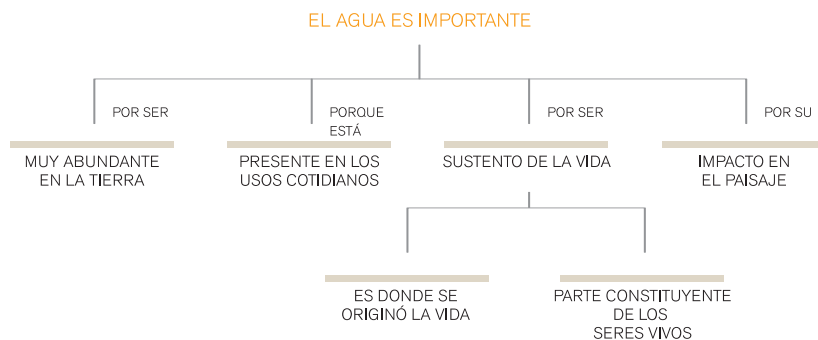 EL AGUA ES IMPORTANTE
POR SER
PORQUE
ESTÁ
POR SER
POR SU
MUY ABUNDANTE
EN LA TIERRA
PRESENTE EN LOS
USOS COTIDIANOS
SUSTENTO DE LA VIDA
IMPACTO EN
EL PAISAJE
ES DONDE SE
ORIGINÓ LA VIDA
PARTE CONSTITUYENTE
DE LOS
SERES VIVOS